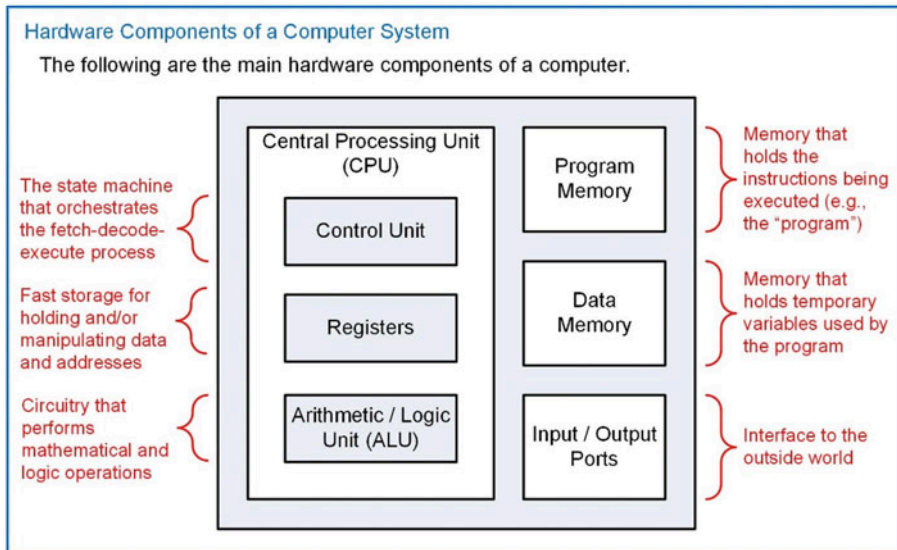 Hardware Components of a Computer System
The following are the main hardware components of a computer.
The state machine
that orchestrates
the fetch-decode-
execute process
Fast storage for
holding and/or
manipulating data
and addresses
Circuitry that
performs
mathematical and
logic operations
Central Processing Unit
(CPU)
Control Unit
Registers
Arithmetic / Logic
Unit (ALU)
Program
Memory
Data
Memory
Input / Output
Ports
Memory that
holds the
instructions being
executed (e.g.,
the “program”)
Memory that
holds temporary
variables used by
the program
Interface to the
outside world